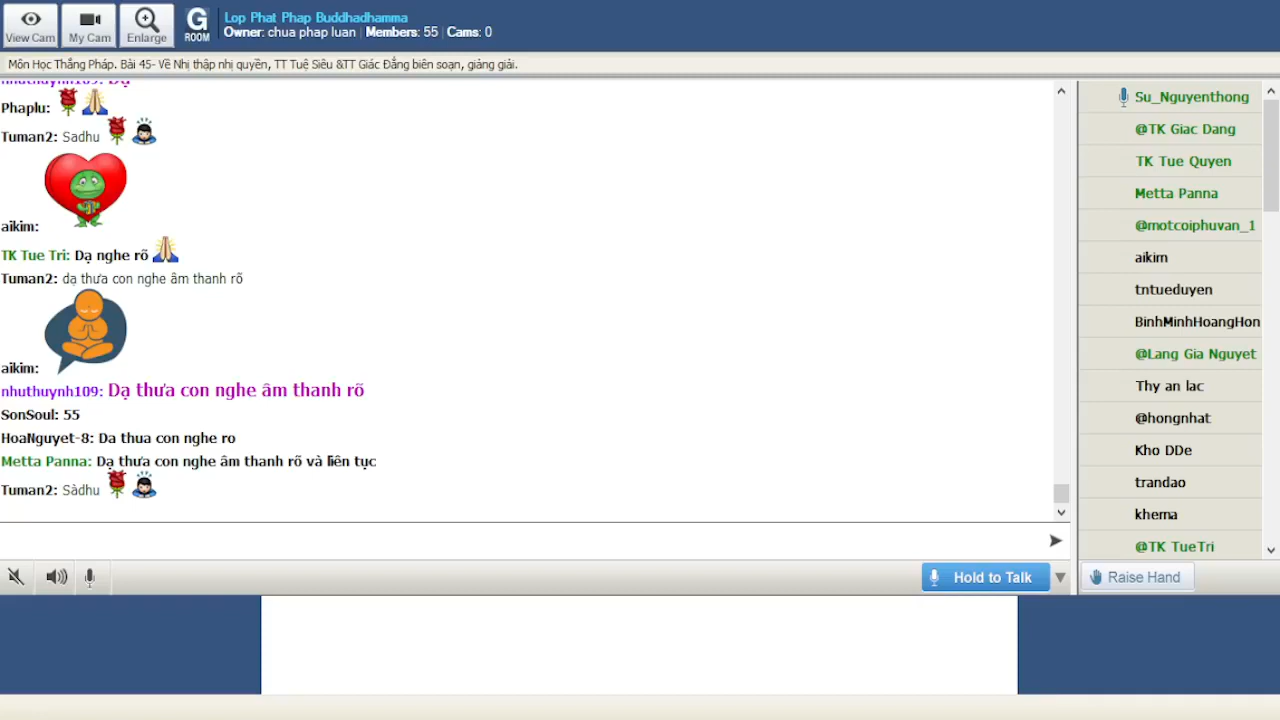 View Cam
My Cam
Enlarge
G
ROOM
Lop Phat Phap Buddhadhamma
Owner: chua phap luan | Members: 55 | Cams: 0
Môn Học Thắng Pháp. Bài 45- Về Nhị thập nhị quyền, TT Tuệ Siêu &TT Giác Đẳng biên soạn, giảng giải.
nhuthuynh109: Dạ
Phaplu:
Tuman2: Sadhu
aikim:
TK Tue Tri: Dạ nghe rõ
Tuman2: dạ thưa con nghe âm thanh rõ
aikim:
nhuthuynh109: Dạ thưa con nghe âm thanh rõ
SonSoul: 55
HoaNguyet-8: Da thua con nghe ro
Metta Panna: Dạ thưa con nghe âm thanh rõ và liên tục
Tuman2: Sàdhu
Su_Nguyenthong
@TK Giac Dang
TK Tue Quyen
Metta Panna
@motcoiphuvan_1
aikim
tntueduyen
BinhMinhHoangHon
@Lang Gia Nguyet
Thy an lac
@hongnhat
Kho DDe
trandao
khema
@TK TueTri
Hold to Talk
Raise Hand